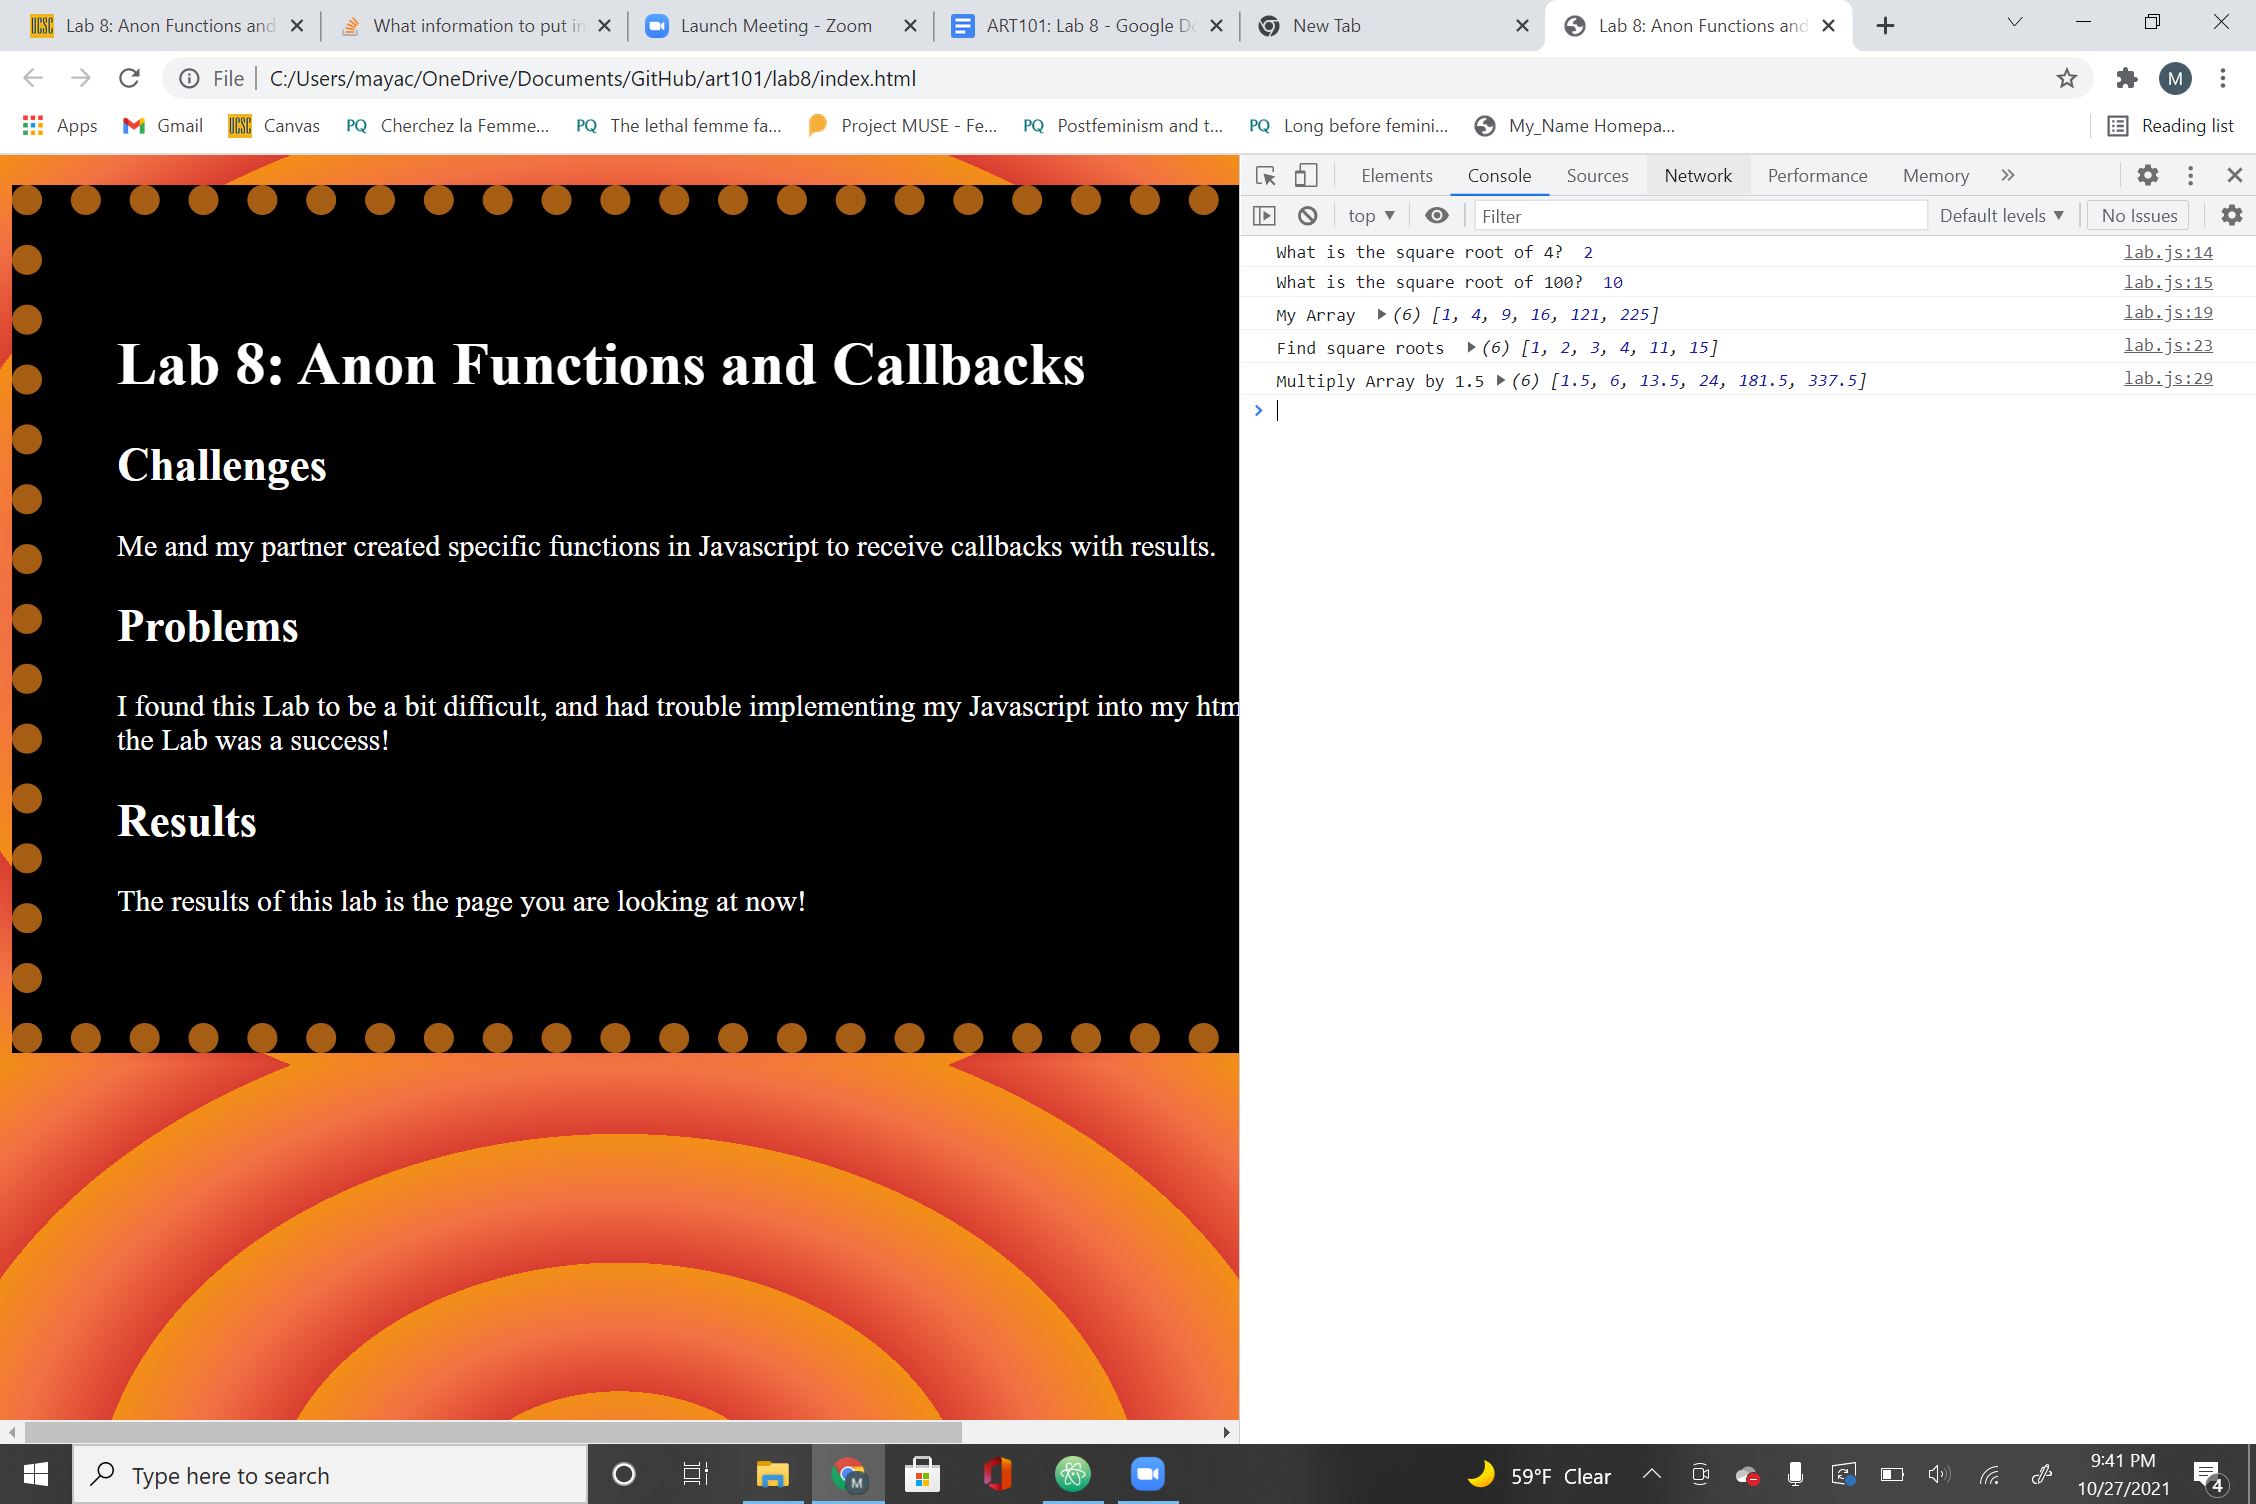 UCSC Lab 8: Anon Functions and
What information to put in
Launch Meeting - Zoom
ART101: Lab 8 - Google Do
New Tab
Lab 8: Anon Functions and
File C:/Users/mayac/OneDrive/Documents/GitHub/art101/lab8/index.html
M
Apps Gmail UCSC Canvas PQ Cherchez la Femme... PQ The lethal femme fa... Project MUSE - Fe... PQ Postfeminism and t... PQ Long before femini... My_Name Homepa... Reading list
Elements Console Sources Network Performance Memory
top Filter Default levels No Issues
What is the square root of 4? 2 lab.js:14
What is the square root of 100? 10 lab.js:15
My Array (6) [1, 4, 9, 16, 121, 225] lab.js:19
Find square roots (6) [1, 2, 3, 4, 11, 15] lab.js:23
Multiply Array by 1.5 (6) [1.5, 6, 13.5, 24, 181.5, 337.5] lab.js:29
Lab 8: Anon Functions and Callbacks
Challenges
Me and my partner created specific functions in Javascript to receive callbacks with results.
Problems
I found this Lab to be a bit difficult, and had trouble implementing my Javascript into my htm
the Lab was a success!
Results
The results of this lab is the page you are looking at now!
Type here to search
M
59°F Clear
9:41 PM
10/27/2021
4